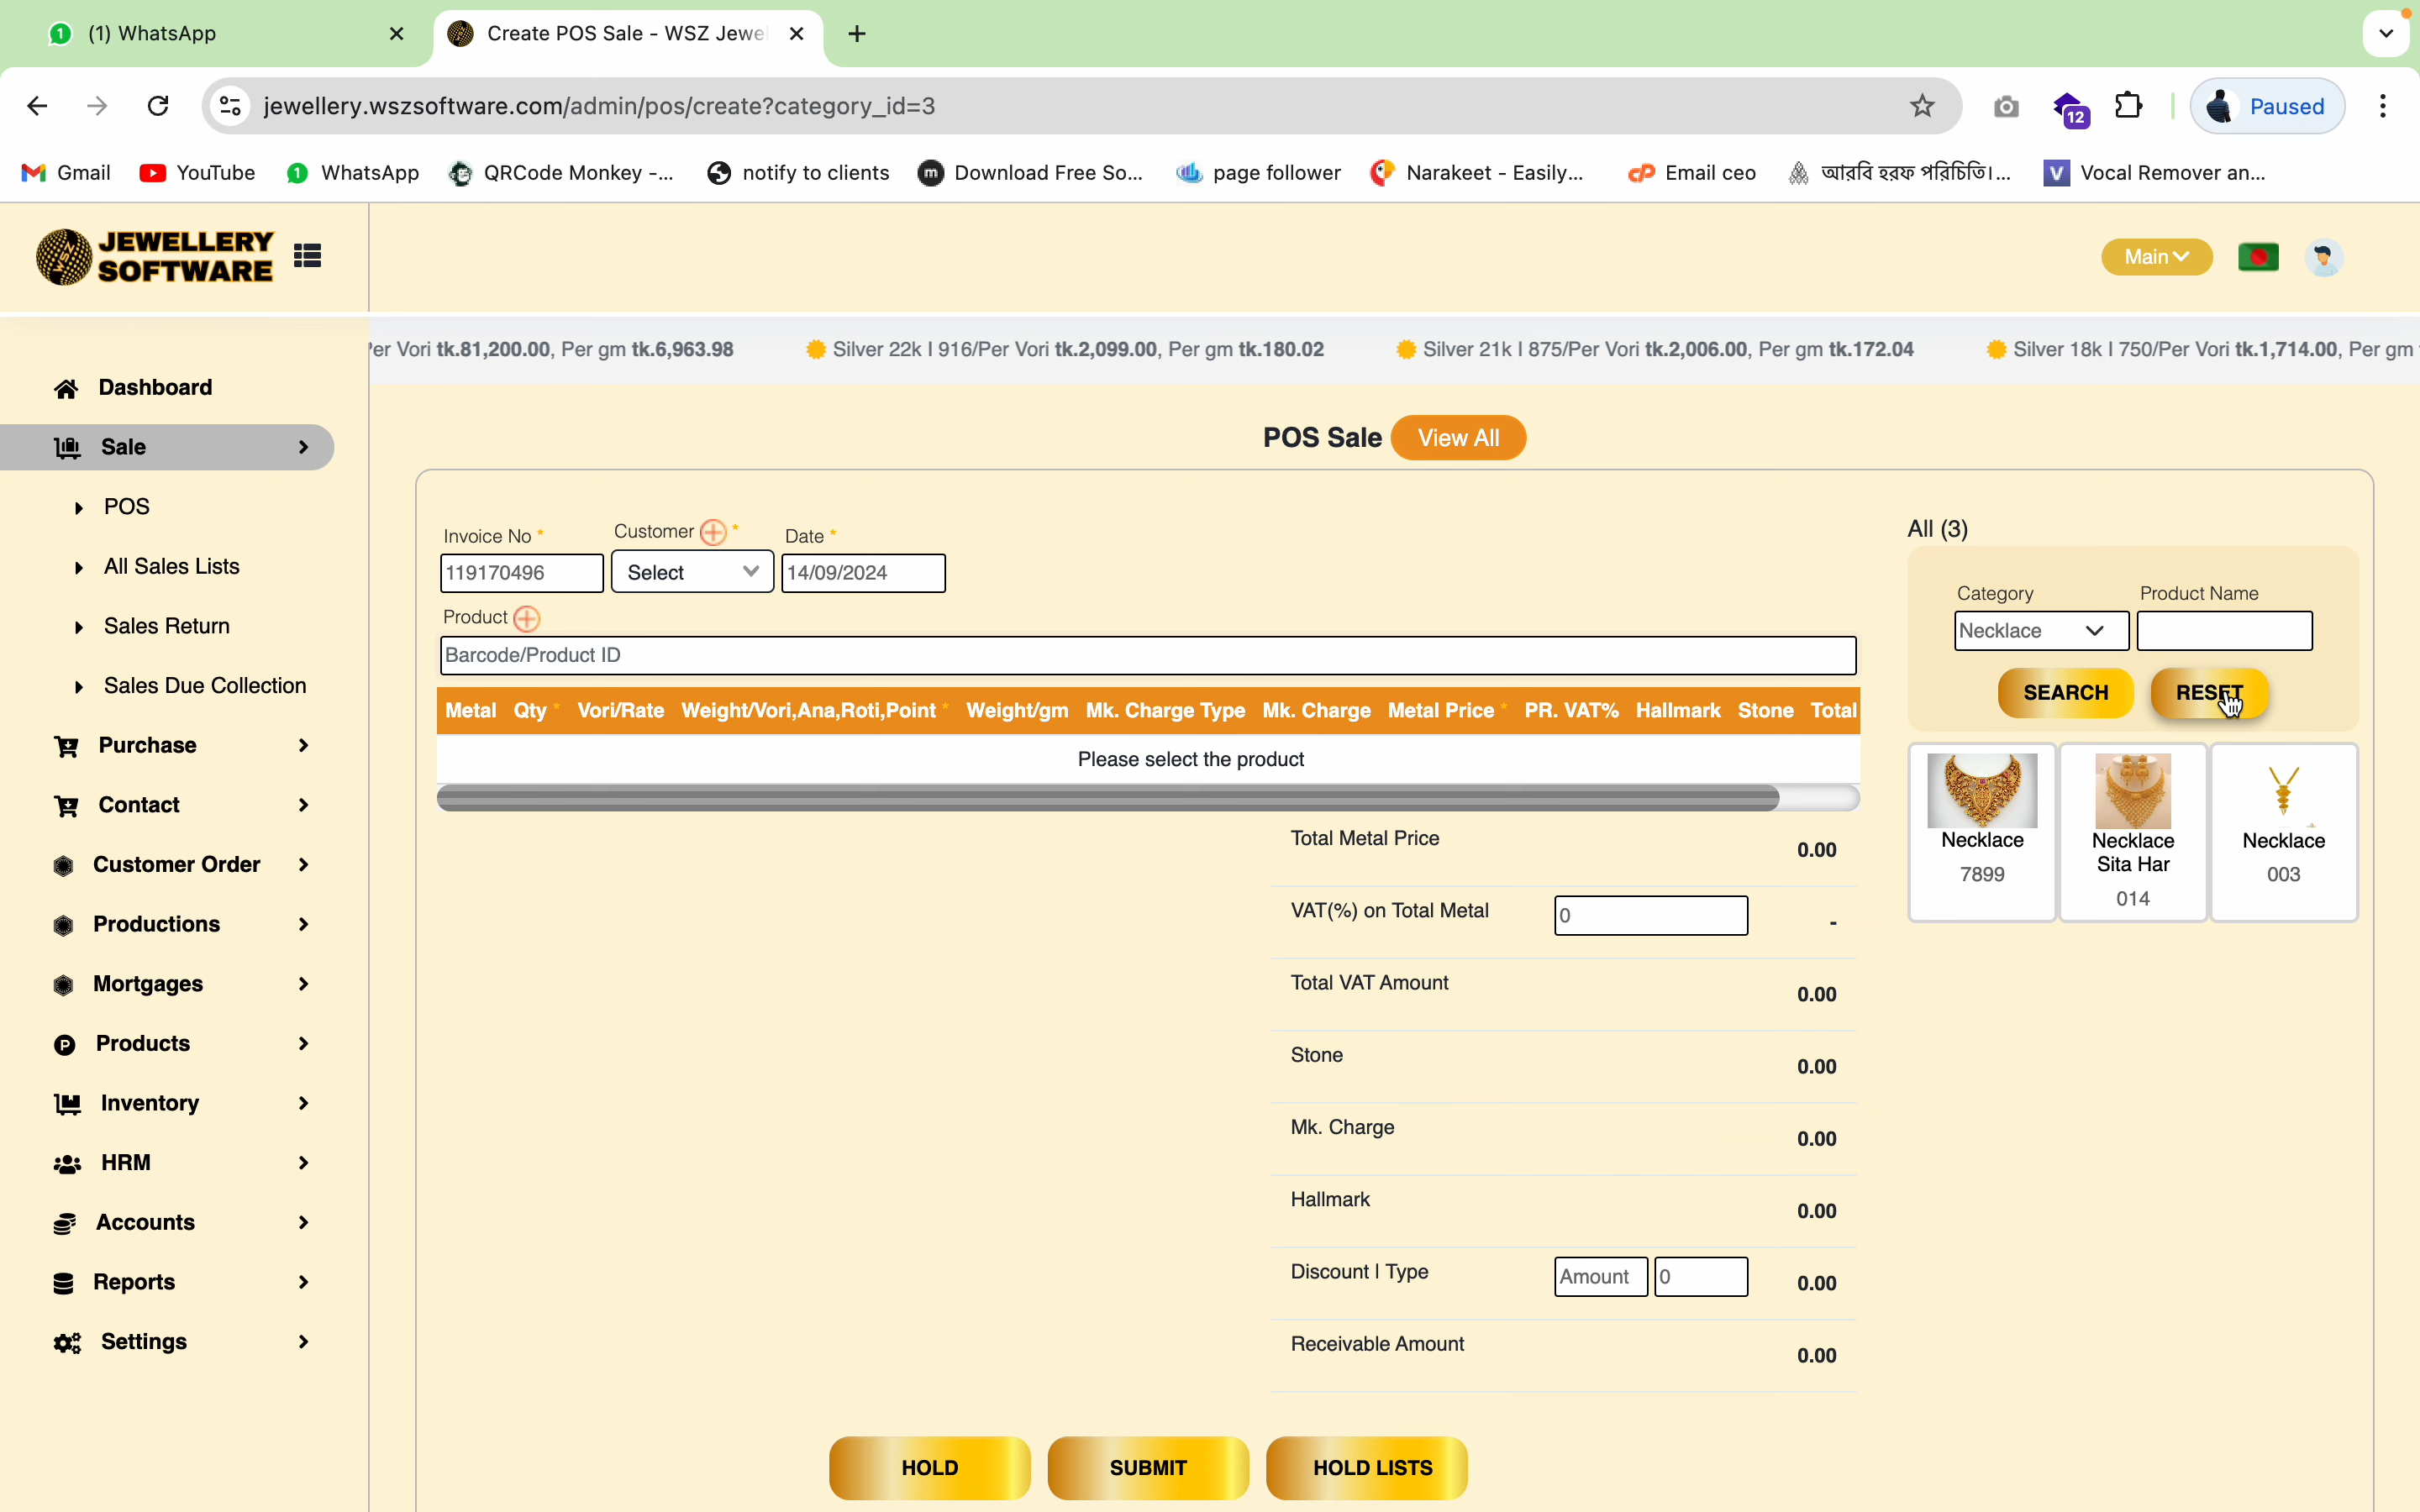 (1) WhatsApp
Create POS Sale - WSZ Jewe
jewellery.wszsoftware.com/admin/pos/create?category_id=3
12
Paused
Gmail
YouTube
WhatsApp
QRCode Monkey -...
notify to clients
Download Free So...
page follower
Narakeet - Easily...
Email ceo
আরবি হরফ পরিচিতি।...
Vocal Remover an...
JEWELLERY
SOFTWARE
Main
Per Vori tk.81,200.00, Per gm tk.6,963.98
Silver 22k | 916/Per Vori tk.2,099.00, Per gm tk.180.02
Silver 21k | 875/Per Vori tk.2,006.00, Per gm tk.172.04
Silver 18k | 750/Per Vori tk.1,714.00, Per gm
Dashboard
Sale
POS
All Sales Lists
Sales Return
Sales Due Collection
Purchase
Contact
Customer Order
Productions
Mortgages
Products
Inventory
HRM
Accounts
Reports
Settings
POS Sale View All
Invoice No * Customer * Date *
119170496 Select 14/09/2024
Product
Barcode/Product ID
Metal Qty * Vori/Rate Weight/Vori,Ana,Roti,Point * Weight/gm Mk. Charge Type Mk. Charge Metal Price * PR. VAT% Hallmark Stone Total
Please select the product
Total Metal Price 0.00
VAT(%) on Total Metal 0 -
Total VAT Amount 0.00
Stone 0.00
Mk. Charge 0.00
Hallmark 0.00
Discount | Type Amount 0 0.00
Receivable Amount 0.00
HOLD SUBMIT HOLD LISTS
All (3)
Category Product Name
Necklace
SEARCH RESET
Necklace
7899
Necklace
Sita Har
014
Necklace
003